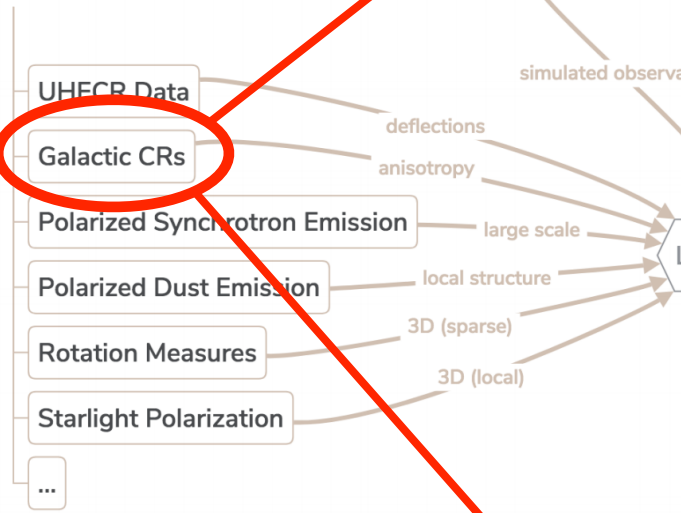 simulated
UHECR Data
deflections
Galactic CRs
anisotropy
Polarized Synchrotron Emission
large scale
Polarized Dust Emission
local structure
Rotation Measures
3D (sparse)
Starlight Polarization
3D (local)
...